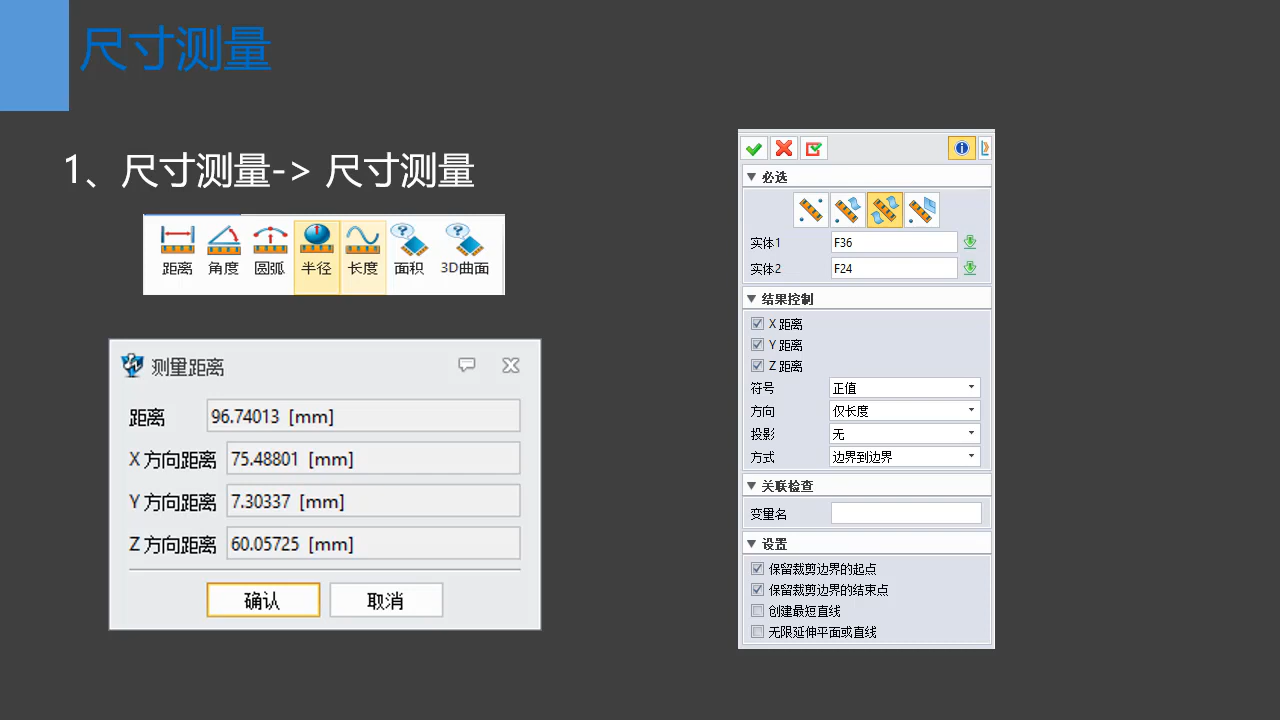 尺寸测量
1、尺寸测量-> 尺寸测量
距离 角度 圆弧 半径 长度 面积 3D曲面
测量距离
距离 96.74013 [mm]
X 方向距离 75.48801 [mm]
Y 方向距离 7.30337 [mm]
Z 方向距离 60.05725 [mm]
确认 取消
必选
实体1 F36
实体2 F24
结果控制
X 距离
Y 距离
Z 距离
符号 正值
方向 仅长度
投影 无
方式 边界到边界
关联检查
变量名
设置
保留裁剪边界的起点
保留裁剪边界的结束点
创建最短直线
无限延伸平面或直线